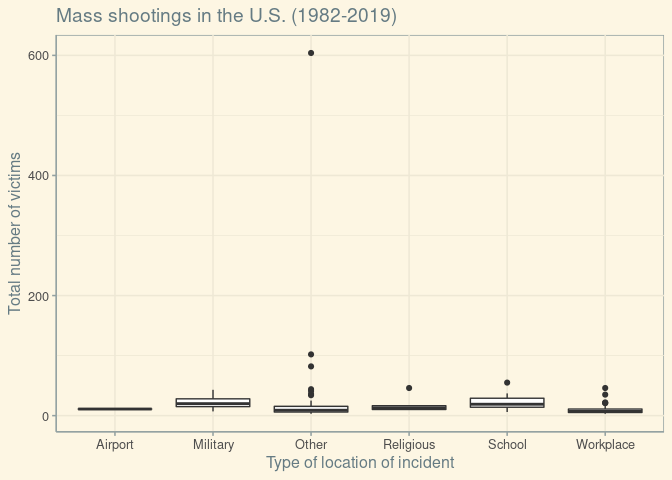 Mass shootings in the U.S. (1982-2019)
600
400
200
0
Total number of victims
Airport Military Other Religious School Workplace
Type of location of incident